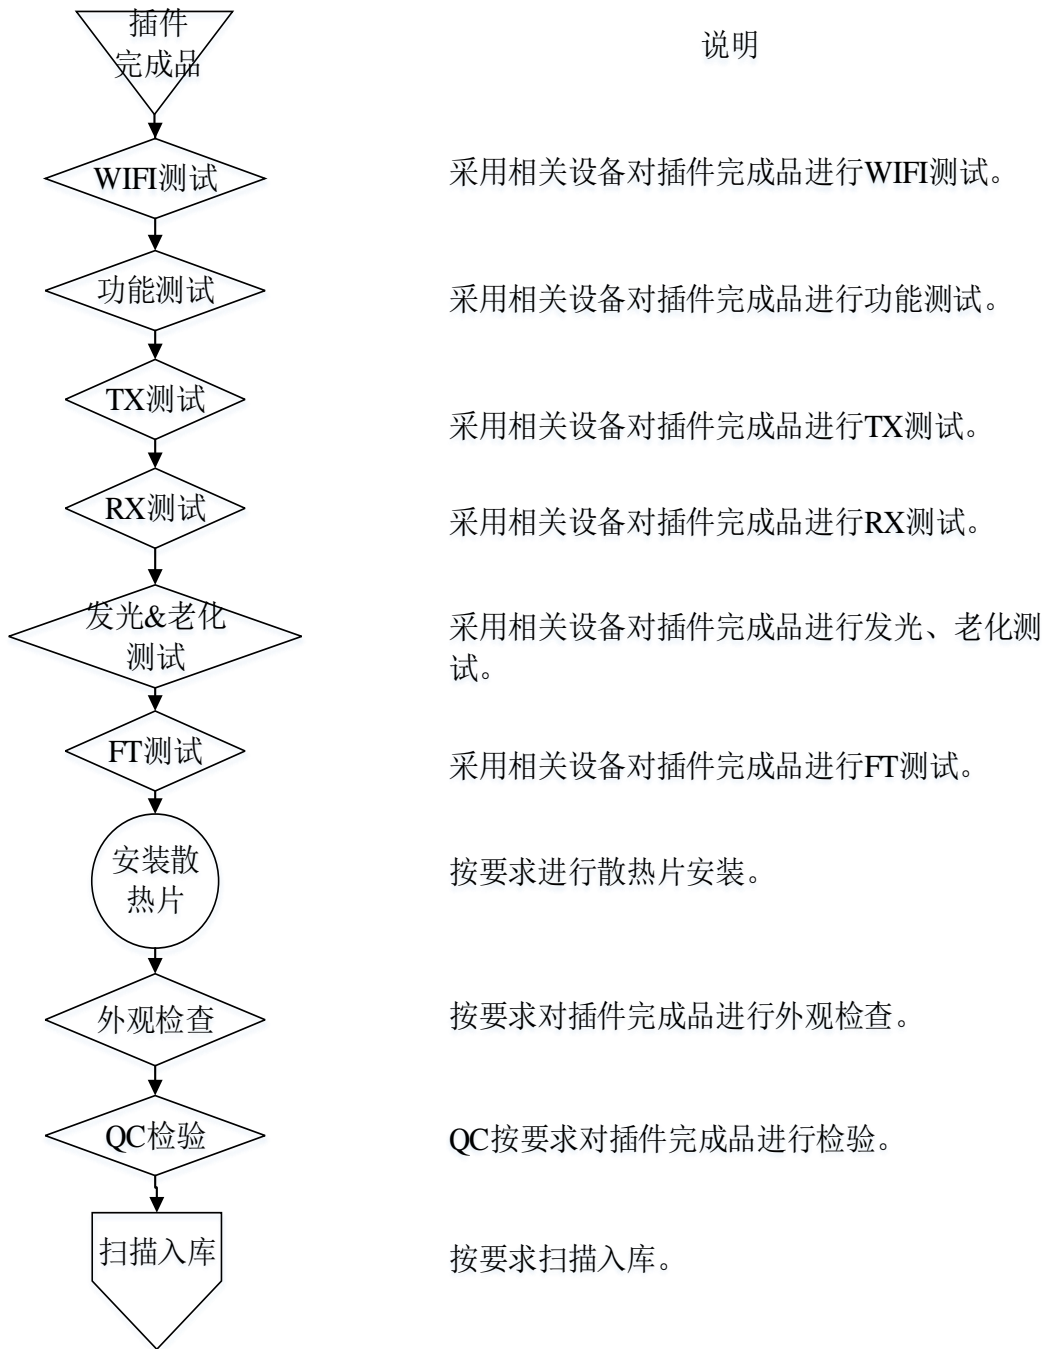 插件
完成品
说明
WIFI测试
采用相关设备对插件完成品进行WIFI测试。
功能测试
采用相关设备对插件完成品进行功能测试。
TX测试
采用相关设备对插件完成品进行TX测试。
RX测试
采用相关设备对插件完成品进行RX测试。
发光&老化
测试
采用相关设备对插件完成品进行发光、老化测
试。
FT测试
采用相关设备对插件完成品进行FT测试。
安装散
热片
按要求进行散热片安装。
外观检查
按要求对插件完成品进行外观检查。
QC检验
QC按要求对插件完成品进行检验。
扫描入库
按要求扫描入库。